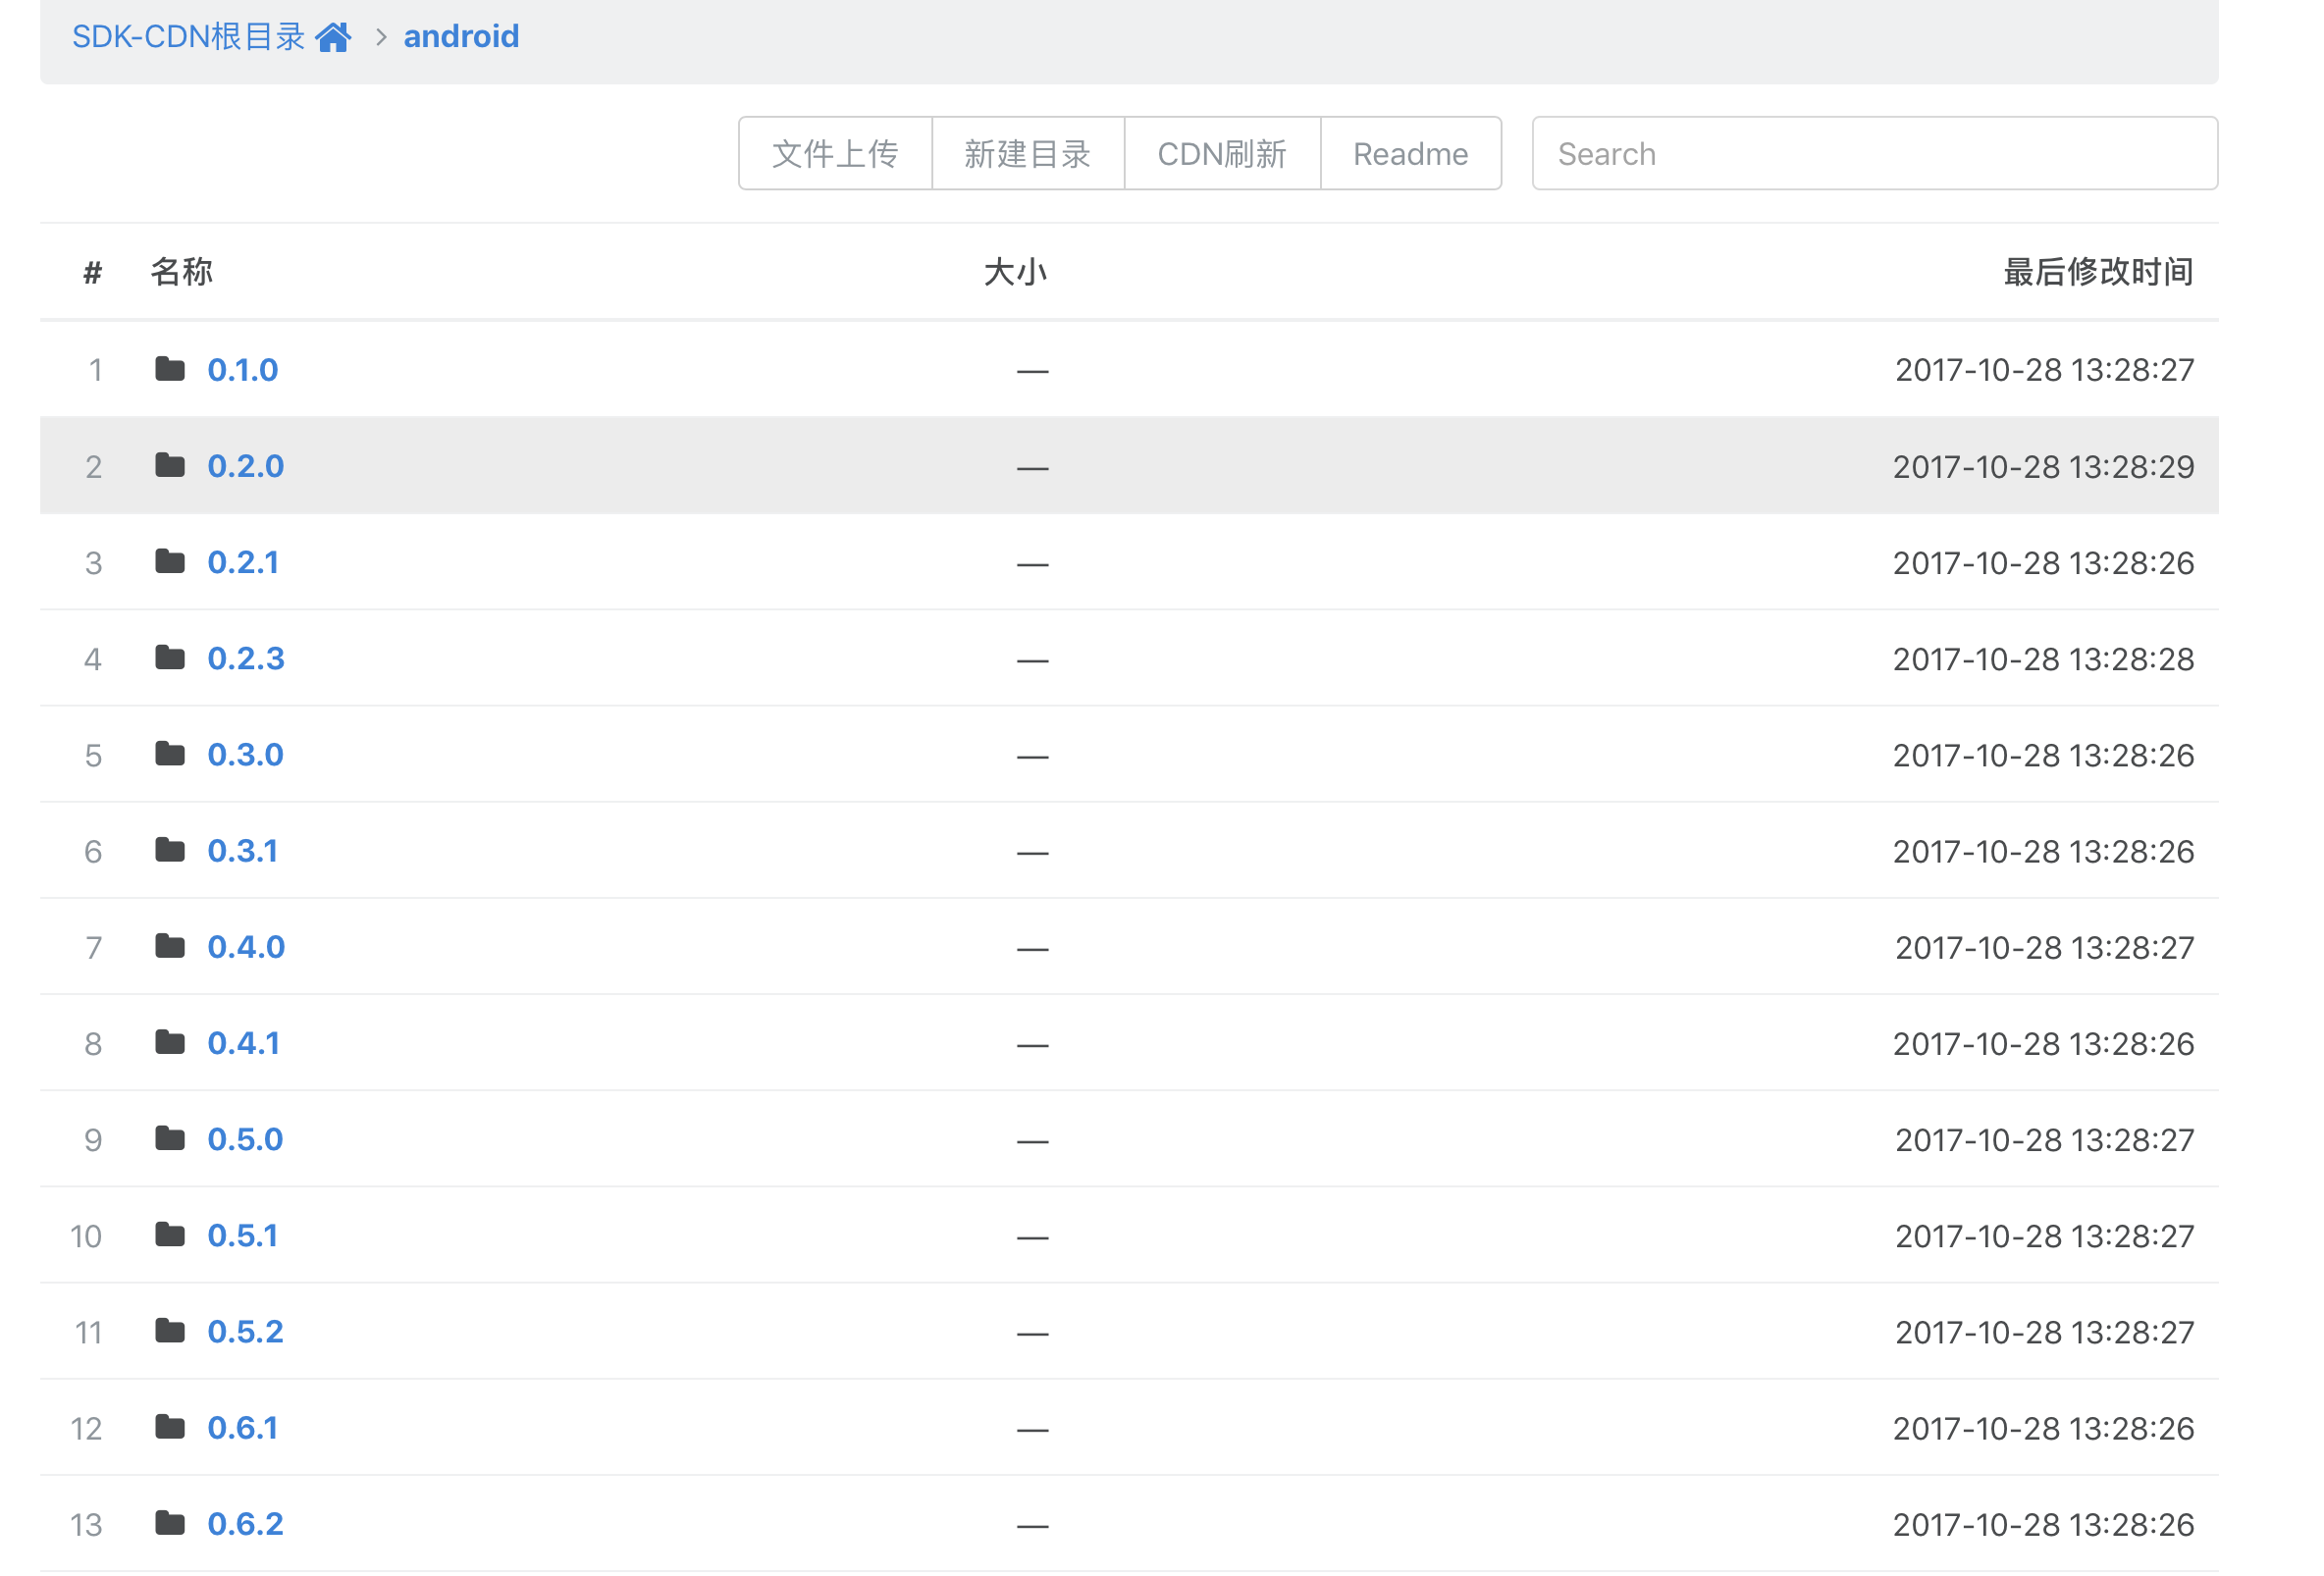 SDK-CDN根目录 > android
文件上传 新建目录 CDN刷新 Readme Search
# 名称 大小 最后修改时间
1 0.1.0 — 2017-10-28 13:28:27
2 0.2.0 — 2017-10-28 13:28:29
3 0.2.1 — 2017-10-28 13:28:26
4 0.2.3 — 2017-10-28 13:28:28
5 0.3.0 — 2017-10-28 13:28:26
6 0.3.1 — 2017-10-28 13:28:26
7 0.4.0 — 2017-10-28 13:28:27
8 0.4.1 — 2017-10-28 13:28:26
9 0.5.0 — 2017-10-28 13:28:27
10 0.5.1 — 2017-10-28 13:28:27
11 0.5.2 — 2017-10-28 13:28:27
12 0.6.1 — 2017-10-28 13:28:26
13 0.6.2 — 2017-10-28 13:28:26